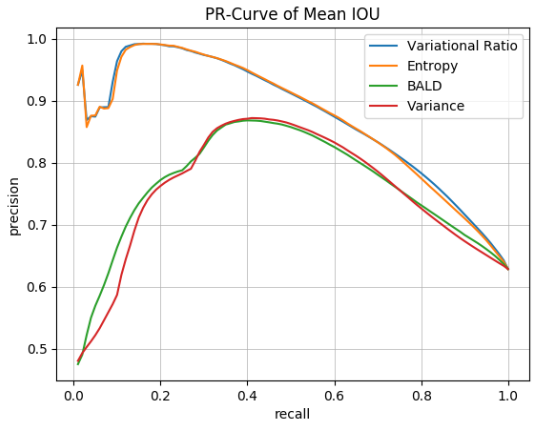 PR-Curve of Mean IOU
Variational Ratio
Entropy
BALD
Variance
precision
1.0
0.9
0.8
0.7
0.6
0.5
0.0 0.2 0.4 0.6 0.8 1.0
recall